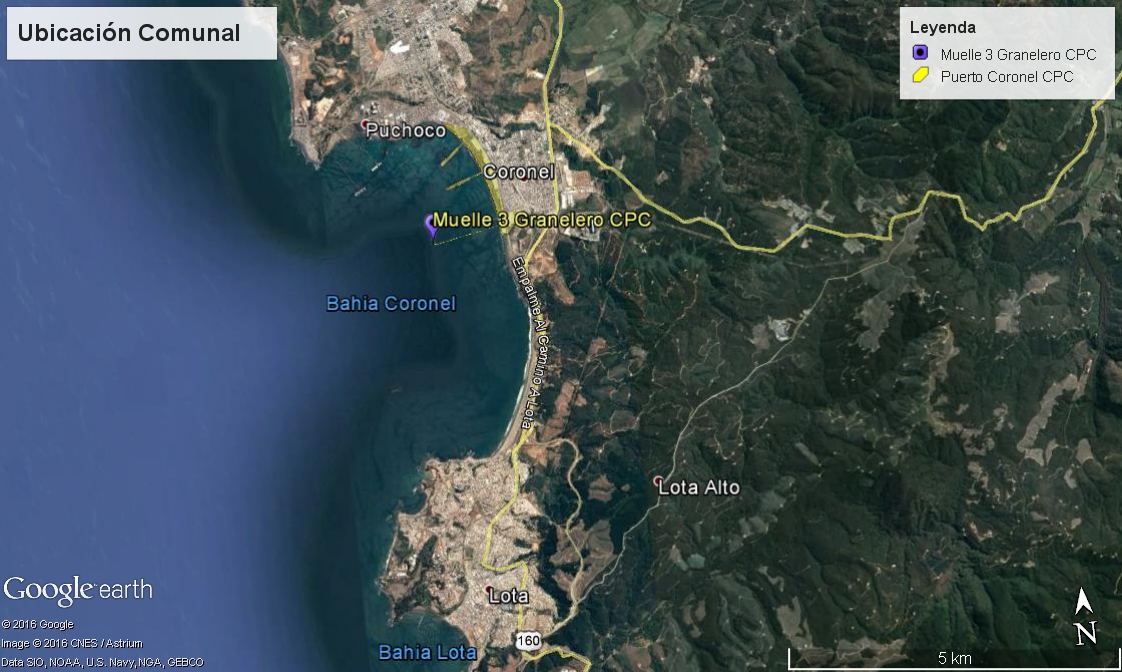 Ubicación Comunal
Leyenda
Muelle 3 Granelero CPC
Puerto Coronel CPC
Puchoco
Coronel
Muelle 3 Granelero CPC
Bahia Coronel
Empalme Al Camino A Lota
Lota Alto
Lota
160
Bahia Lota
Google earth
© 2016 Google
Image © 2016 CNES / Astrium
Data SIO, NOAA, U.S. Navy, NGA, GEBCO
N
5 km